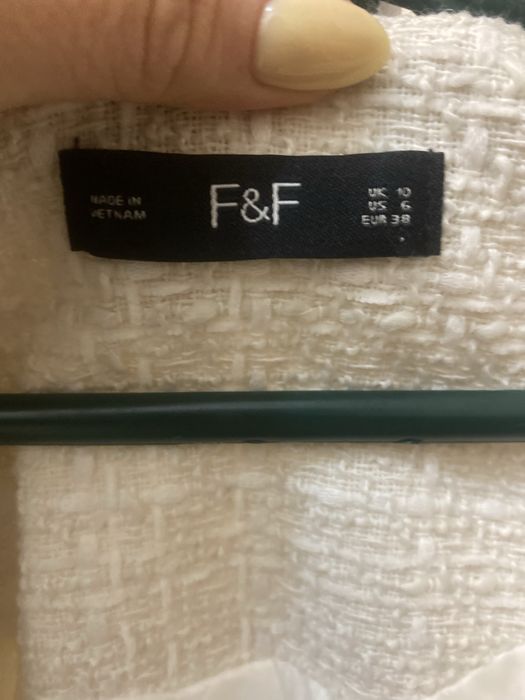 MADE IN
VIETNAM
F&F
UK 10
US 6
EUR 38